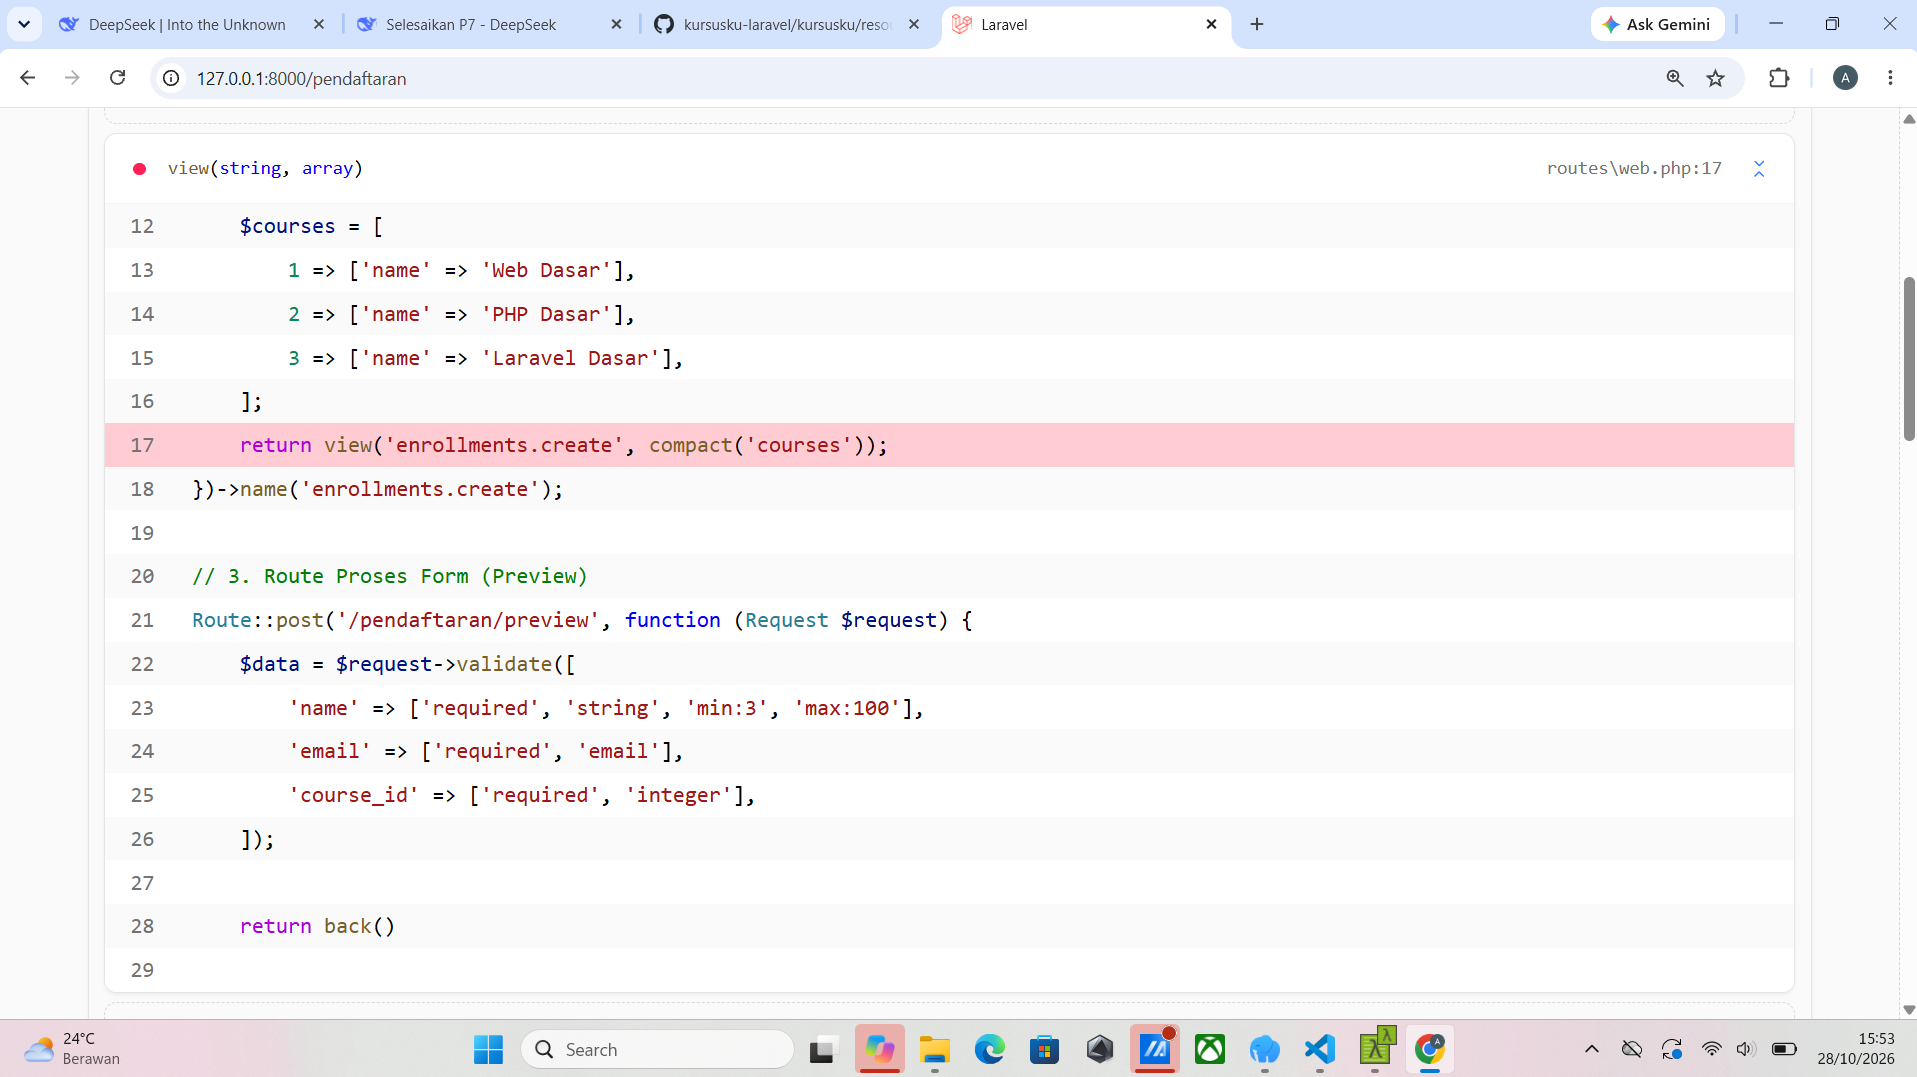 DeepSeek | Into the Unknown
Selesaikan P7 - DeepSeek
kursusku-laravel/kursusku/reso
Laravel
Ask Gemini
127.0.0.1:8000/pendaftaran
A
view(string, array)
routes\web.php:17
12 $courses = [
13 1 => ['name' => 'Web Dasar'],
14 2 => ['name' => 'PHP Dasar'],
15 3 => ['name' => 'Laravel Dasar'],
16 ];
17 return view('enrollments.create', compact('courses'));
18 })->name('enrollments.create');
19
20 // 3. Route Proses Form (Preview)
21 Route::post('/pendaftaran/preview', function (Request $request) {
22 $data = $request->validate([
23 'name' => ['required', 'string', 'min:3', 'max:100'],
24 'email' => ['required', 'email'],
25 'course_id' => ['required', 'integer'],
26 ]);
27
28 return back()
29
24°C
Berawan
Search
A
15:53
28/10/2026